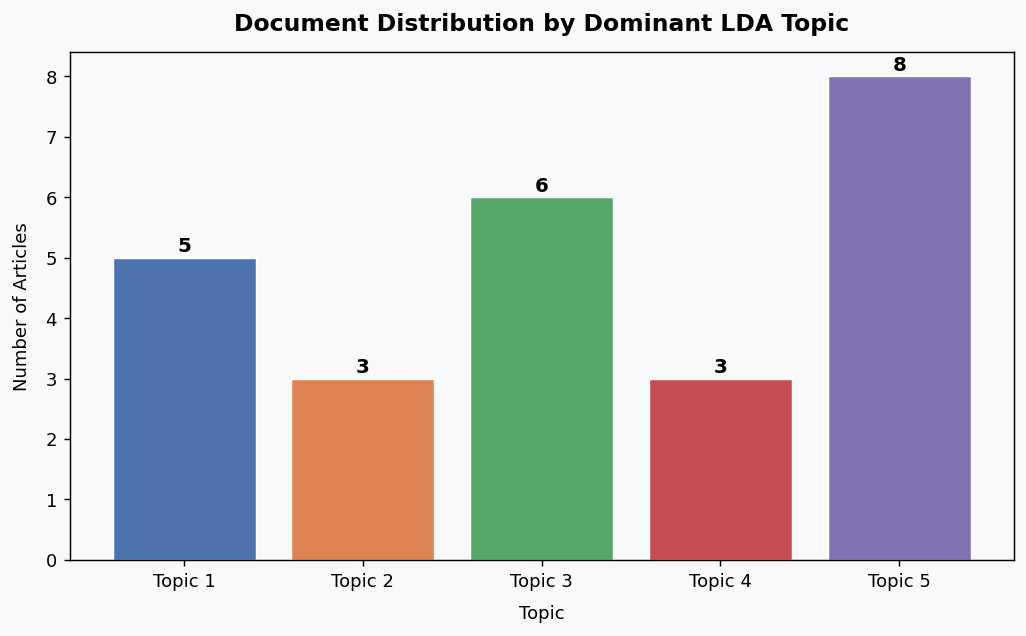 Document Distribution by Dominant LDA Topic
Number of Articles
8
7
6
5
4
3
2
1
0
5
3
6
3
8
Topic 1
Topic 2
Topic 3
Topic 4
Topic 5
Topic